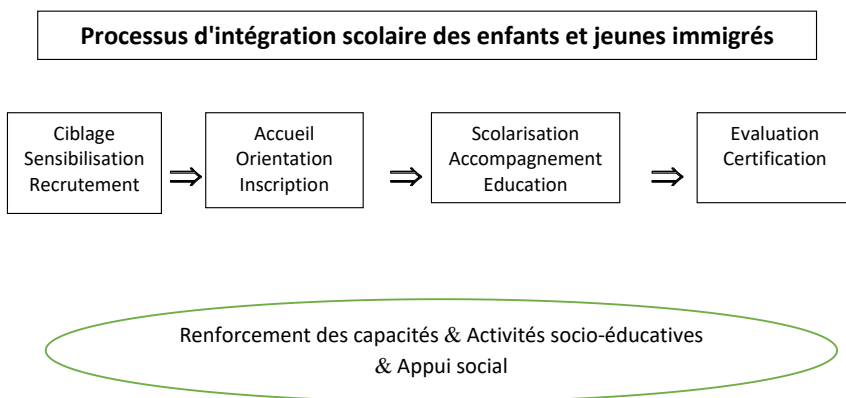 Processus d'intégration scolaire des enfants et jeunes immigrés
Ciblage
Sensibilisation
Recrutement
⇒
Accueil
Orientation
Inscription
⇒
Scolarisation
Accompagnement
Education
⇒
Evaluation
Certification
Renforcement des capacités & Activités socio-éducatives
& Appui social